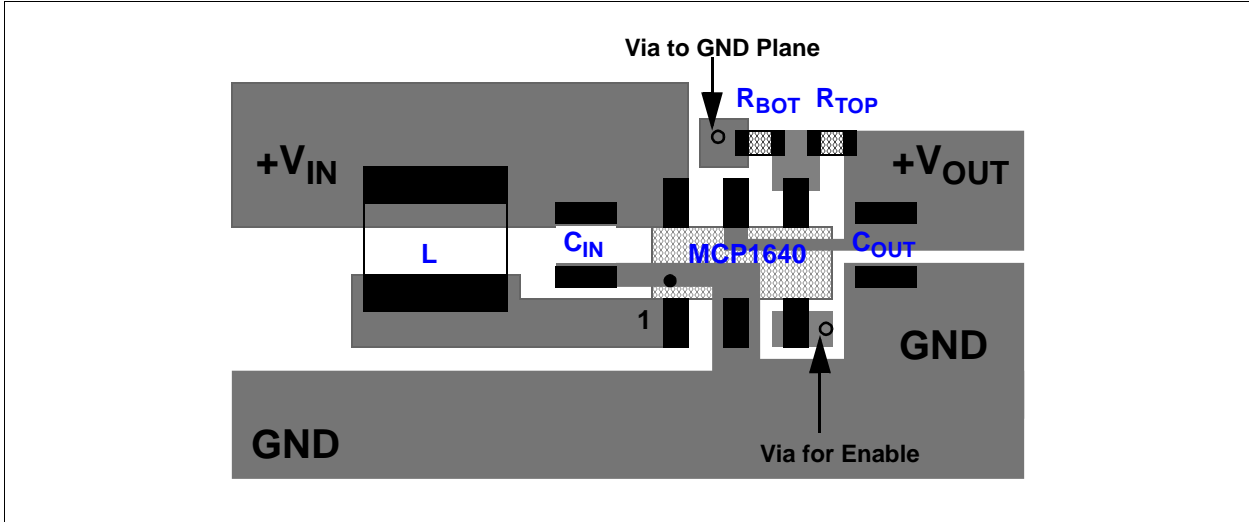 Via to GND Plane
RBOT RTOP
+VIN
+VOUT
L
CIN
MCP1640
COUT
1
GND
GND
Via for Enable